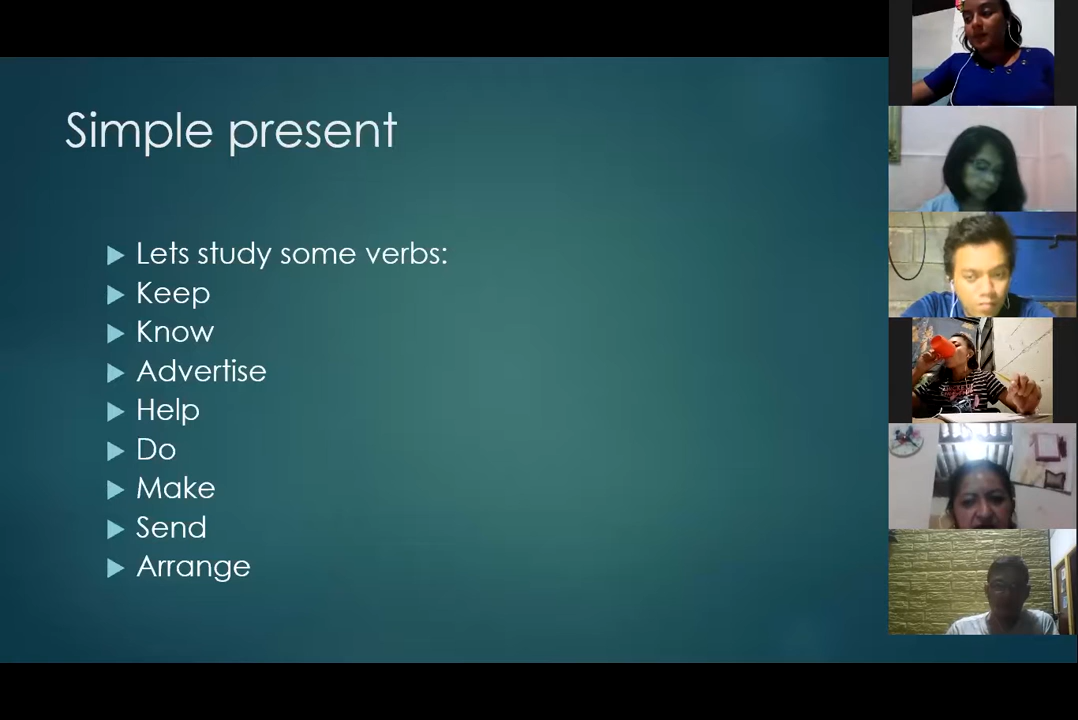 Simple present
Lets study some verbs:
Keep
Know
Advertise
Help
Do
Make
Send
Arrange